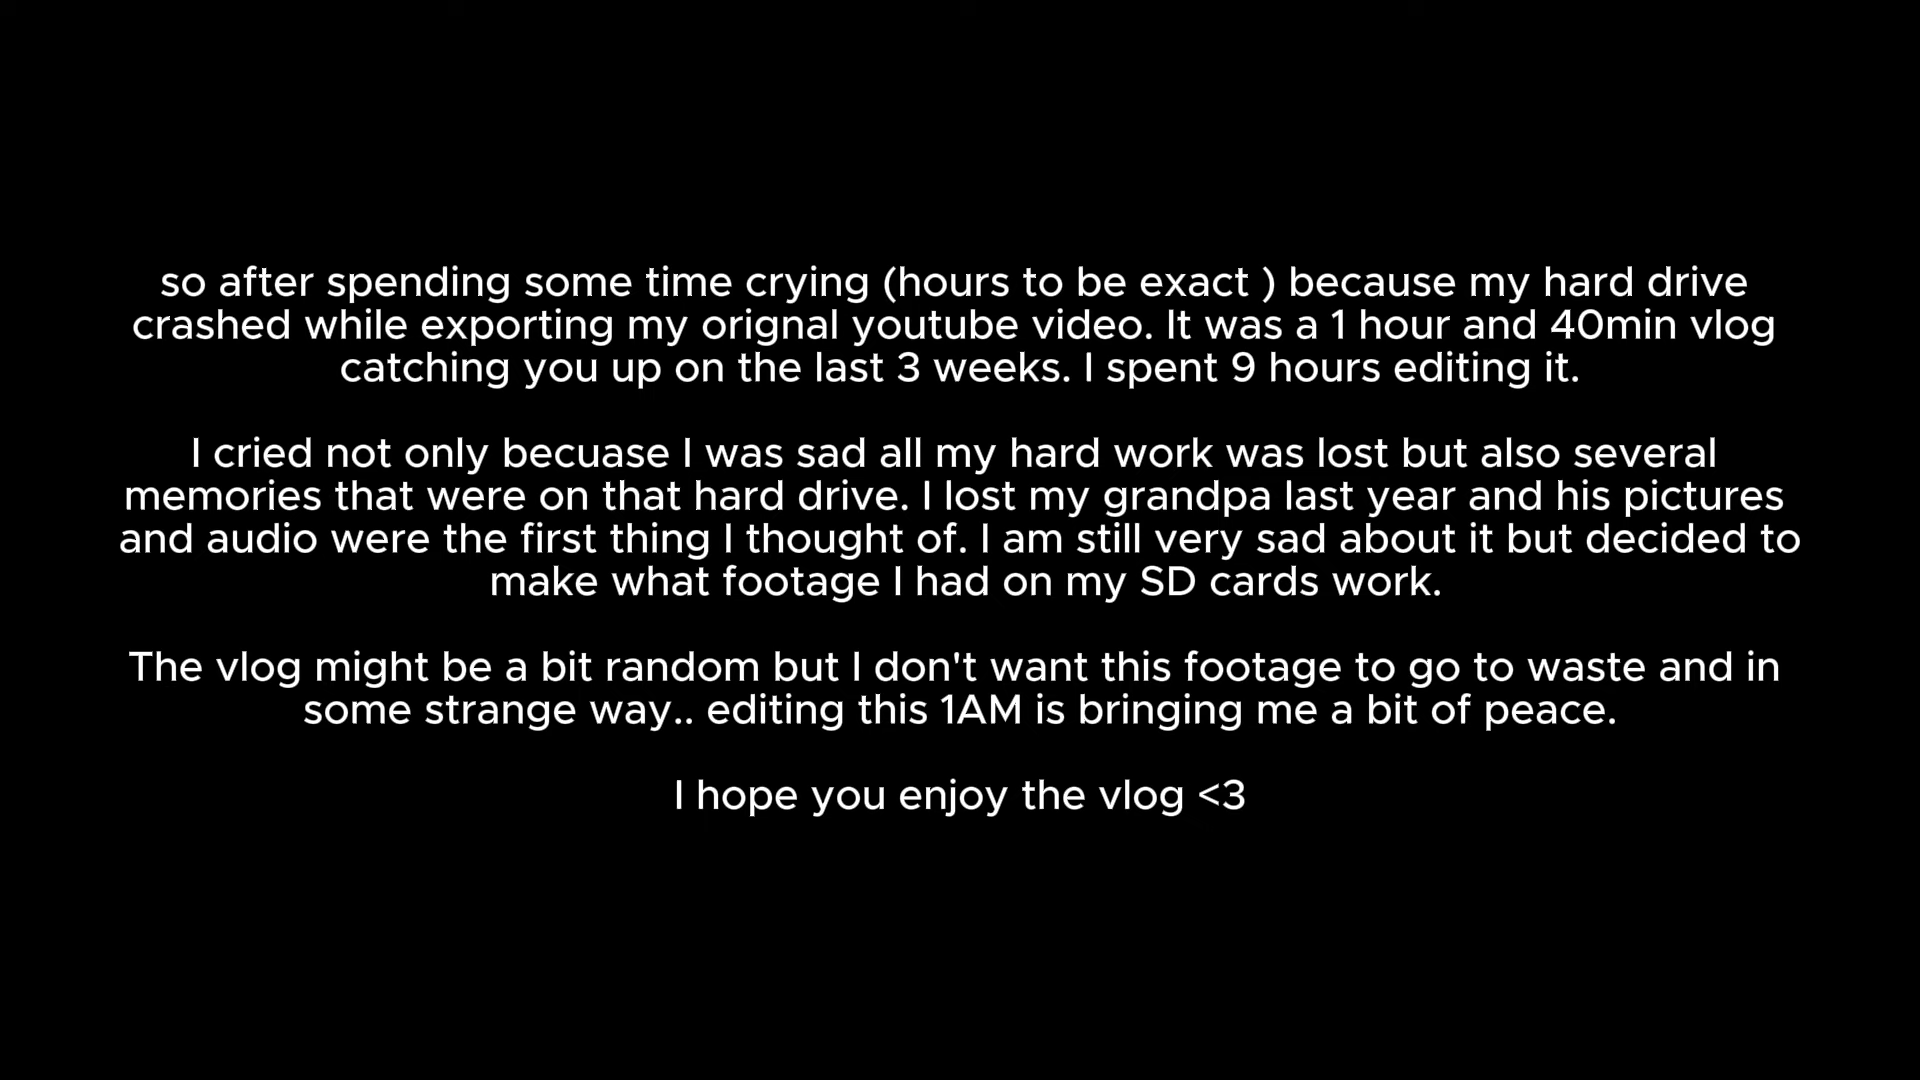 so after spending some time crying (hours to be exact ) because my hard drive
crashed while exporting my orignal youtube video. It was a 1 hour and 40min vlog
catching you up on the last 3 weeks. I spent 9 hours editing it.
I cried not only becuase I was sad all my hard work was lost but also several
memories that were on that hard drive. I lost my grandpa last year and his pictures
and audio were the first thing I thought of. I am still very sad about it but decided to
make what footage I had on my SD cards work.
The vlog might be a bit random but I don't want this footage to go to waste and in
some strange way.. editing this 1AM is bringing me a bit of peace.
I hope you enjoy the vlog <3